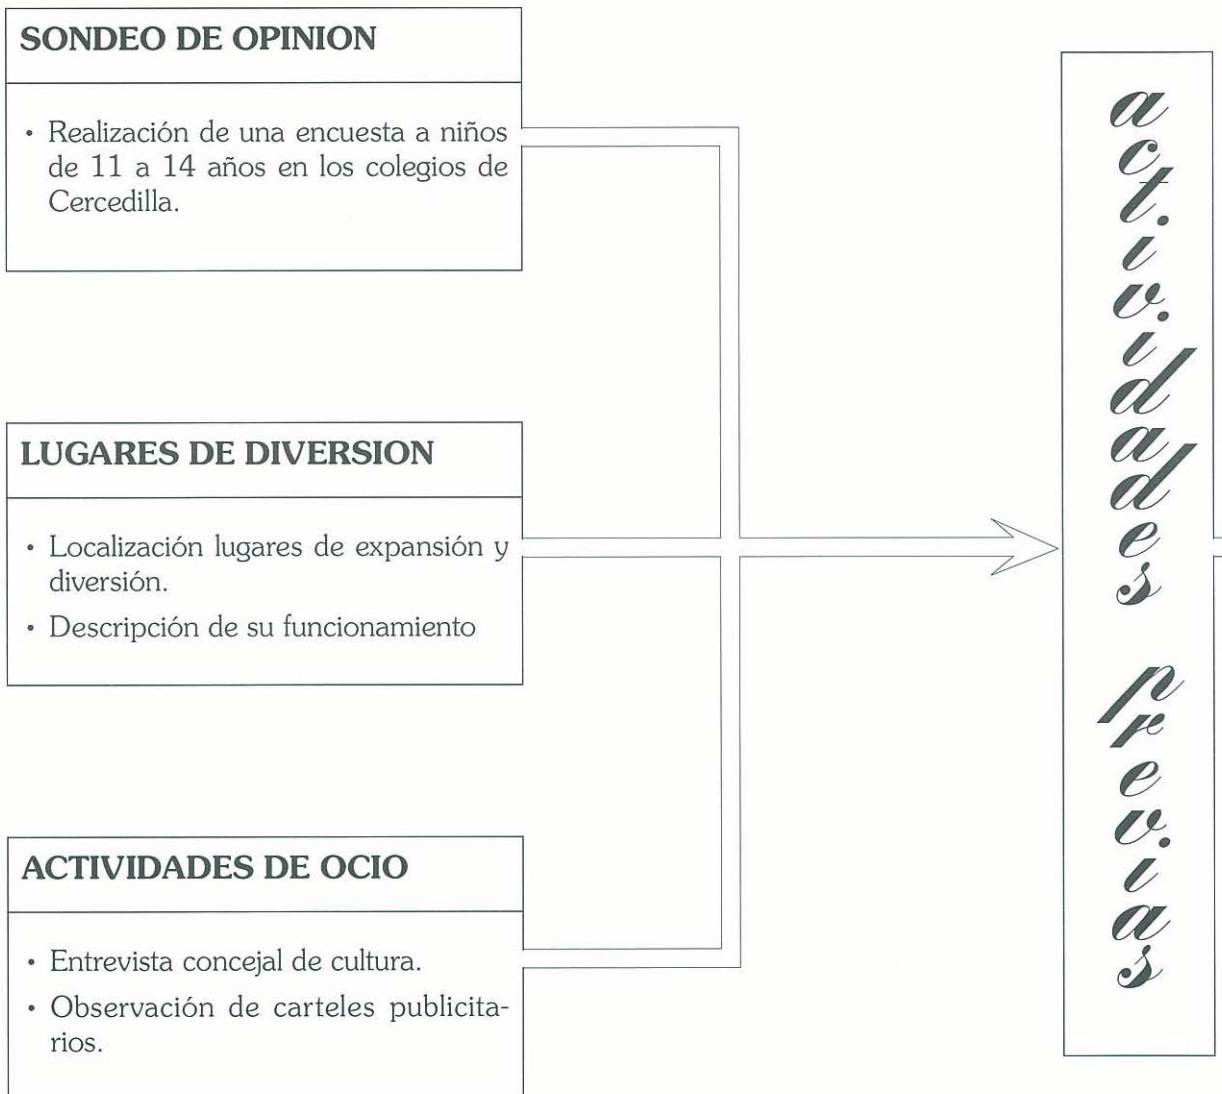 SONDEO DE OPINION
• Realización de una encuesta a niños
de 11 a 14 años en los colegios de
Cercedilla.
LUGARES DE DIVERSION
• Localización lugares de expansión y
diversión.
• Descripción de su funcionamiento
ACTIVIDADES DE OCIO
• Entrevista concejal de cultura.
• Observación de carteles publicita-
rios.
actividades previas